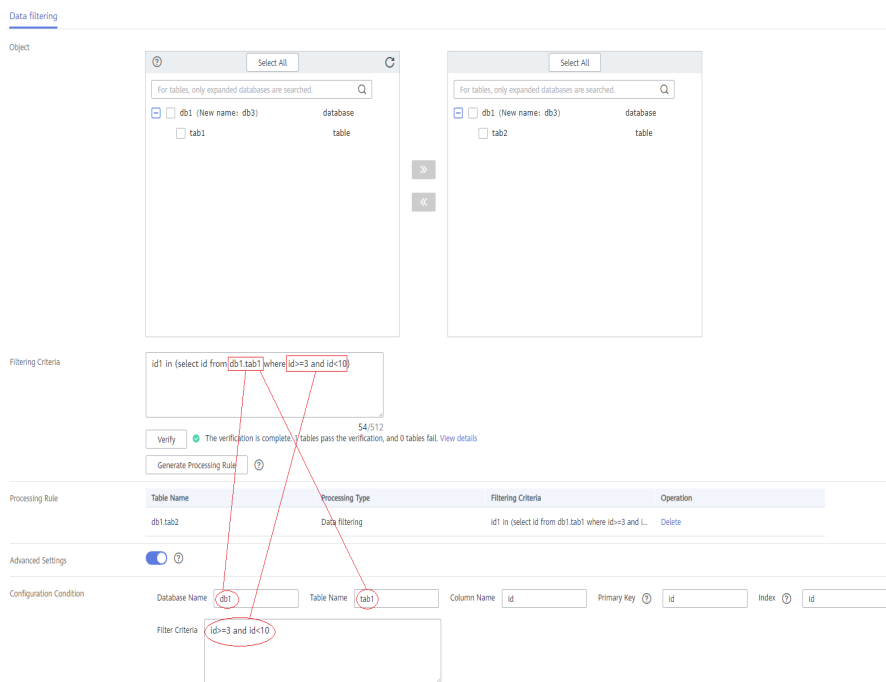 Data filtering
Object
Select All
Select All
For tables, only expanded databases are searched.
For tables, only expanded databases are searched.
db1 (New name: db3) database
db1 (New name: db3) database
tab1 table
tab2 table
Filtering Criteria
id1 in (select id from db1.tab1 where id>=3 and id<10)
54/512
Verify
The verification is complete. 1 tables pass the verification, and 0 tables fail. View details
Generate Processing Rule
Processing Rule
Table Name Processing Type Filtering Criteria Operation
db1.tab2 Data filtering id1 in (select id from db1.tab1 where id>=3 and i... Delete
Advanced Settings
Configuration Condition
Database Name db1 Table Name tab1 Column Name id Primary Key id Index id
Filter Criteria id>=3 and id<10